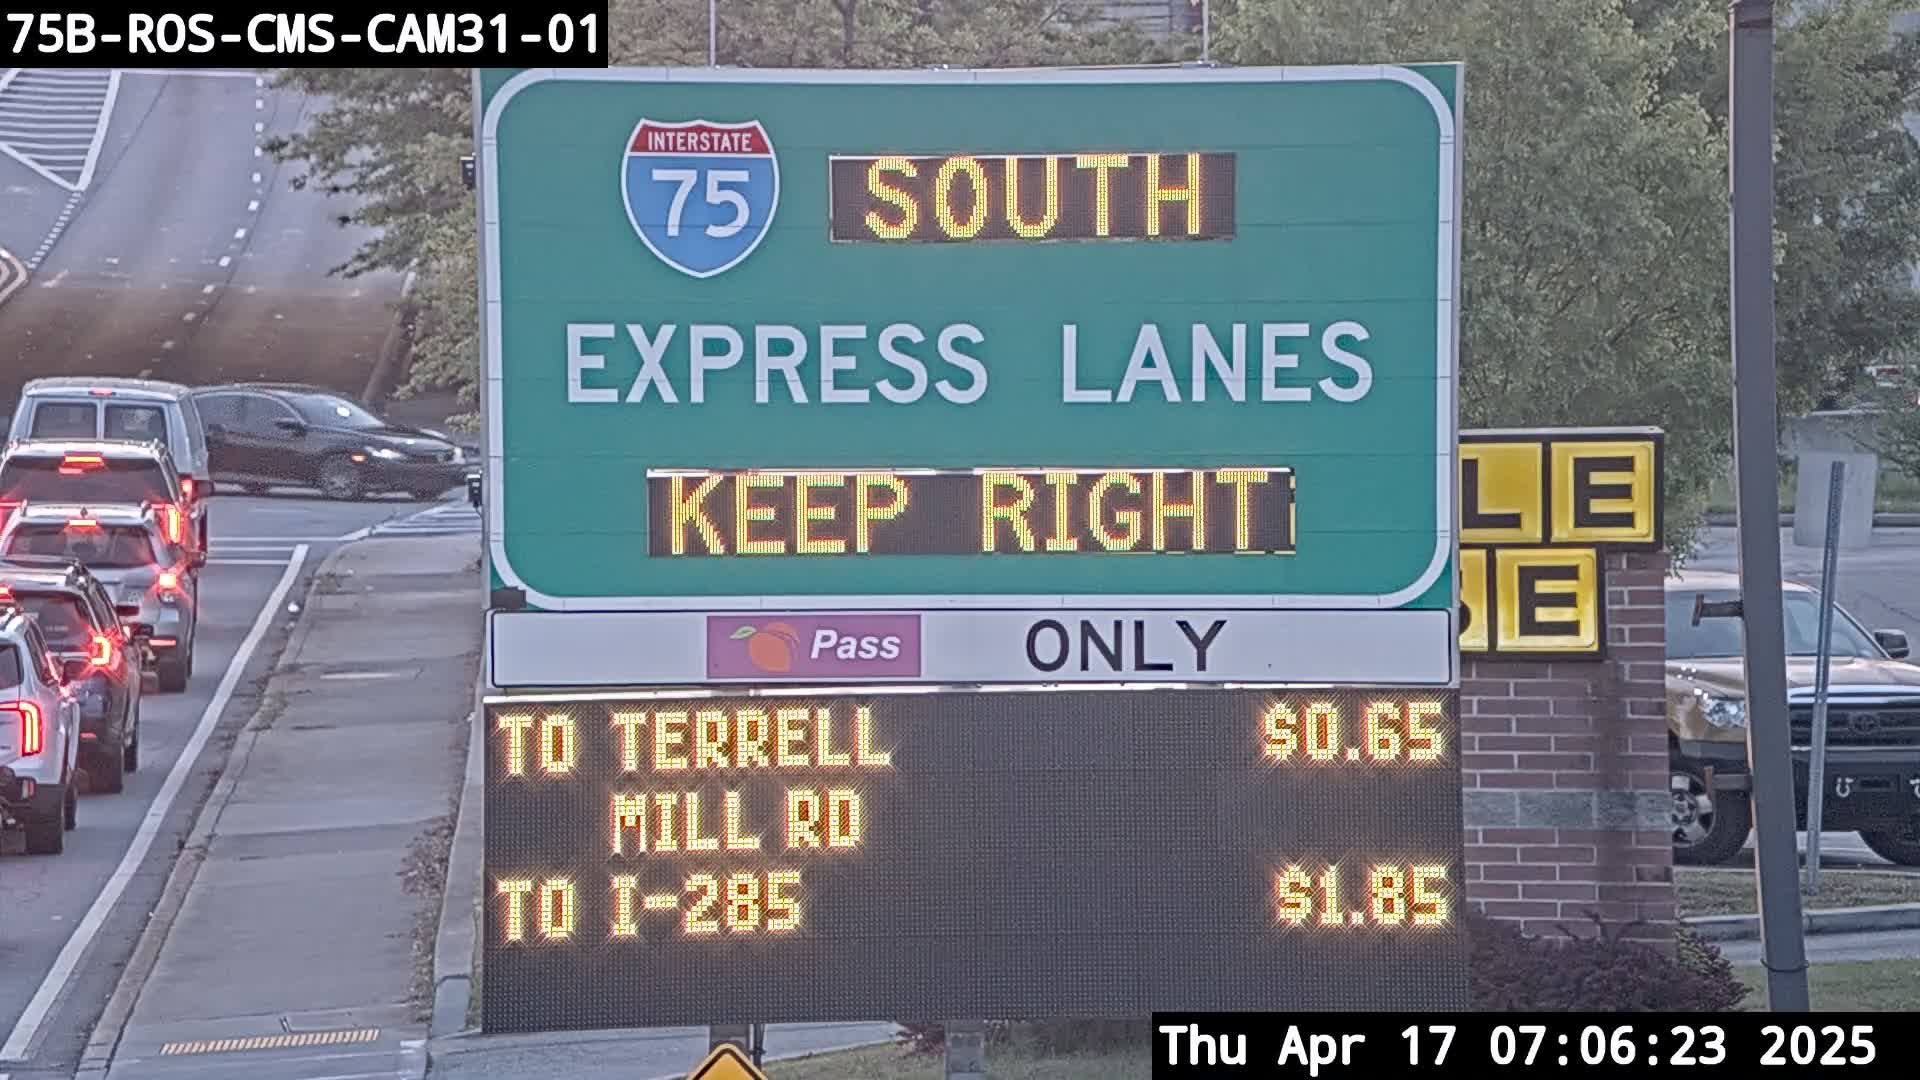 75B-ROS-CMS-CAM31-01
INTERSTATE
75
SOUTH
EXPRESS LANES
KEEP RIGHT
Pass ONLY
TO TERRELL $0.65
MILL RD
TO I-285 $1.85
LE
E
Thu Apr 17 07:06:23 2025